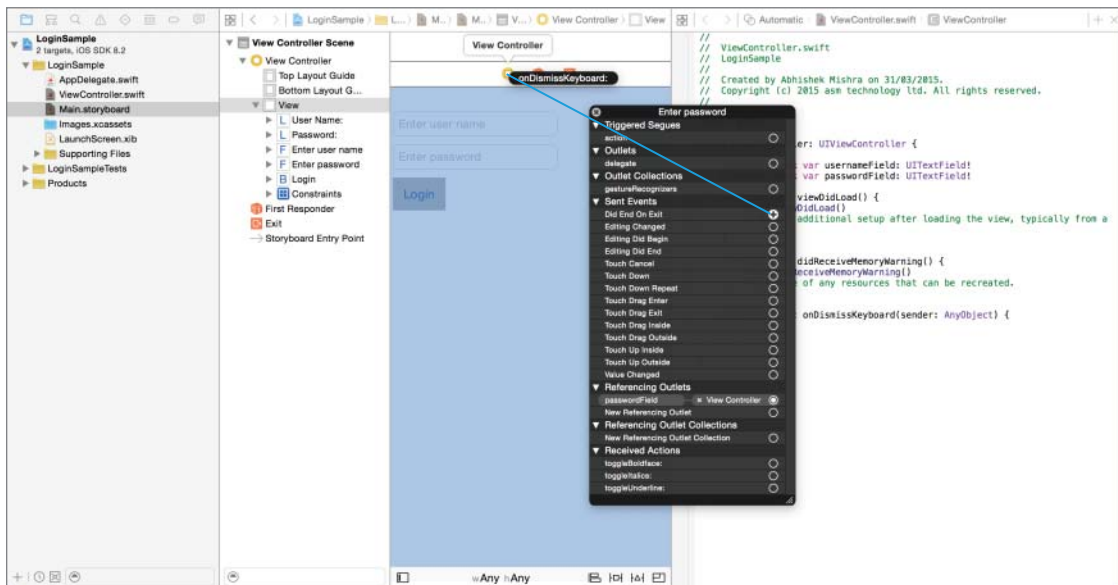 LoginSample
L...
M...
M...
V...
View Controller
View
Automatic
ViewController.swift
ViewController
LoginSample
2 targets, iOS SDK 8.2
LoginSample
AppDelegate.swift
ViewController.swift
Main.storyboard
Images.xcassets
LaunchScreen.xib
Supporting Files
LoginSampleTests
Products
View Controller Scene
View Controller
Top Layout Guide
Bottom Layout G...
View
L User Name:
L Password:
F Enter user name
F Enter password
B Login
Constraints
First Responder
Exit
Storyboard Entry Point
View Controller
onDismissKeyboard:
Enter user name
Enter password
Login
wAny hAny
Enter password
Triggered Segues
action
Outlets
delegate
Outlet Collections
gestureRecognizers
Sent Events
Did End On Exit
Editing Changed
Editing Did Begin
Editing Did End
Touch Cancel
Touch Down
Touch Down Repeat
Touch Drag Enter
Touch Drag Exit
Touch Drag Inside
Touch Drag Outside
Touch Up Inside
Touch Up Outside
Value Changed
Referencing Outlets
passwordField View Controller
New Referencing Outlet
Referencing Outlet Collections
New Referencing Outlet Collection
Received Actions
toggleBoldface:
toggleItalics:
toggleUnderline:
//
// ViewController.swift
// LoginSample
//
// Created by Abhishek Mishra on 31/03/2015.
// Copyright (c) 2015 asm technology ltd. All rights reserved.
//
ler: UIViewController {
var usernameField: UITextField!
var passwordField: UITextField!
viewDidLoad() {
DidLoad()
additional setup after loading the view, typically from a
didReceiveMemoryWarning() {
eceiveMemoryWarning()
of any resources that can be recreated.
onDismissKeyboard(sender: AnyObject) {